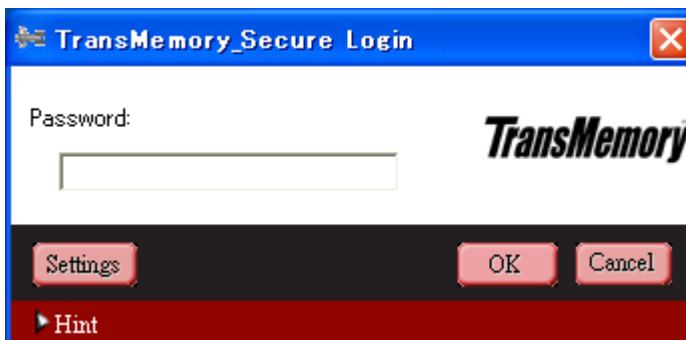 TransMemory_Secure Login
Password:
TransMemory
Settings
OK
Cancel
Hint